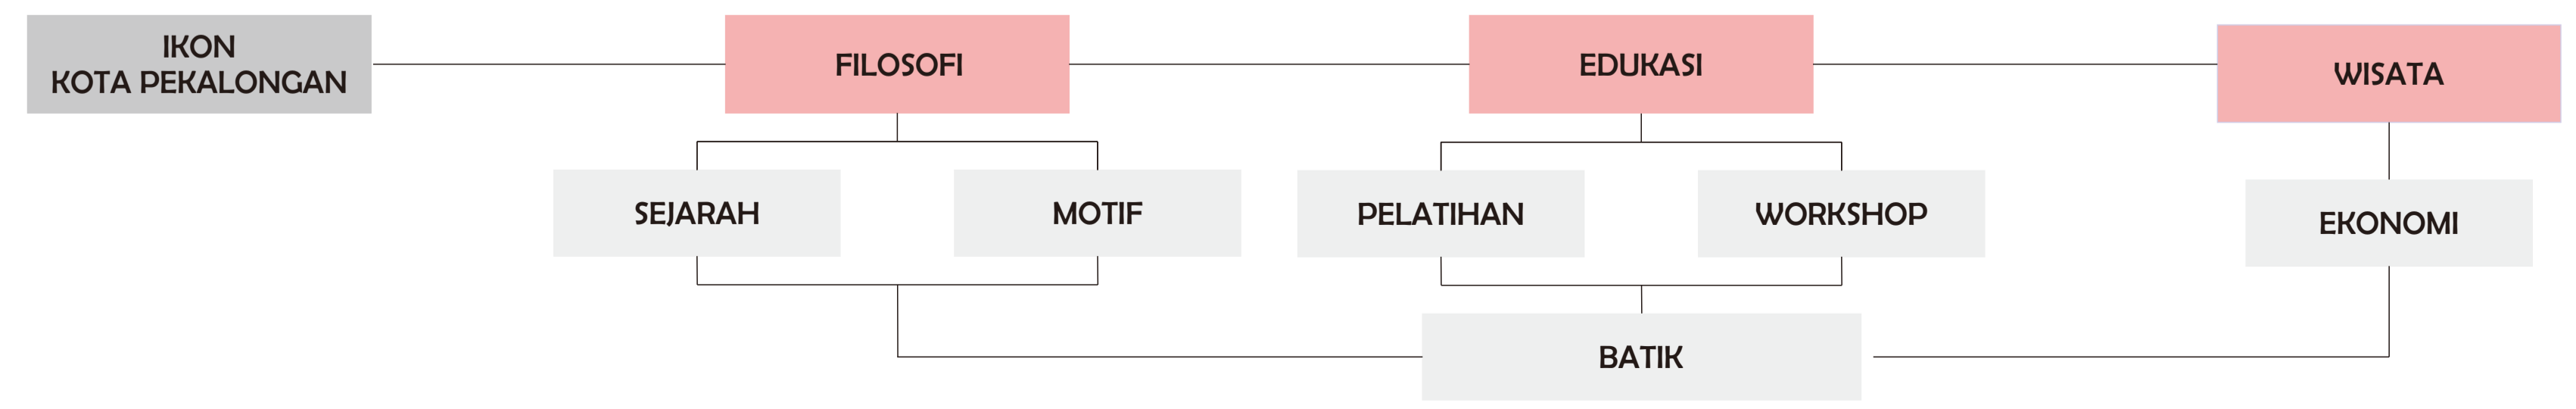 IKON
KOTA PEKALONGAN
FILOSOFI
EDUKASI
WISATA
SEJARAH
MOTIF
PELATIHAN
WORKSHOP
EKONOMI
BATIK